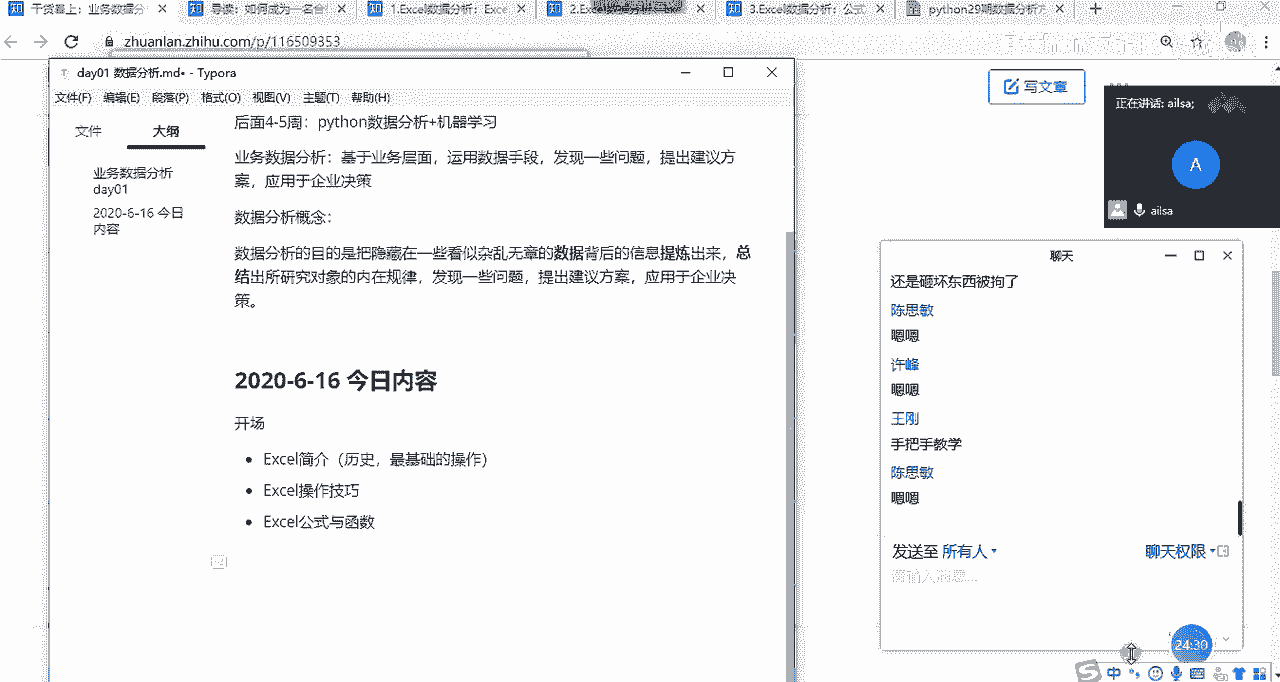 干货奉上：业务数据分
导读：如何成为一名合
1.Excel数据分析：Exce
3.Excel数据分析：公式
python29期数据分析
zhuanlan.zhihu.com/p/116509353
day01 数据分析.md• - Typora
文件(F) 编辑(E) 段落(P) 格式(O) 视图(V) 主题(T) 帮助(H)
文件 大纲
业务数据分析
day01
2020-6-16 今日
内容
后面4-5周：python数据分析+机器学习
业务数据分析：基于业务层面，运用数据手段，发现一些问题，提出建议方
案，应用于企业决策
数据分析概念：
数据分析的目的是把隐藏在一些看似杂乱无章的数据背后的信息提炼出来，总
结出所研究对象的内在规律，发现一些问题，提出建议方案，应用于企业决
策。
2020-6-16 今日内容
开场
Excel简介（历史，最基础的操作）
Excel操作技巧
Excel公式与函数
写文章
正在讲话: ailsa;
A
ailsa
聊天
还是砸坏东西被拘了
陈思敏
嗯嗯
许峰
嗯嗯
王刚
手把手教学
陈思敏
嗯嗯
发送至 所有人
聊天权限
请输入消息...
24:30
中